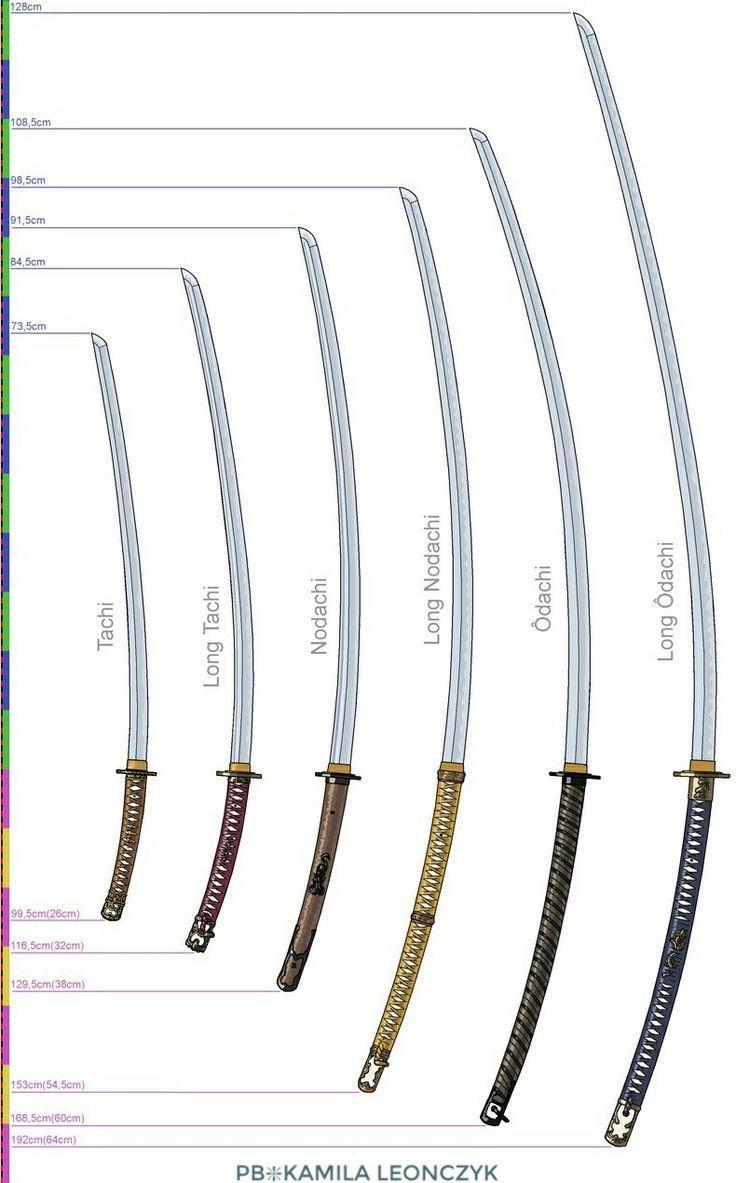 128cm
108,5cm
98,5cm
91,5cm
84,5cm
73,5cm
Tachi
Long Tachi
Nodachi
Long Nodachi
Ôdachi
Long Ôdachi
99,5cm(26cm)
116,5cm(32cm)
129,5cm(38cm)
153cm(54,5cm)
168,5cm(60cm)
192cm(64cm)
PB⁜KAMILA LEONCZYK